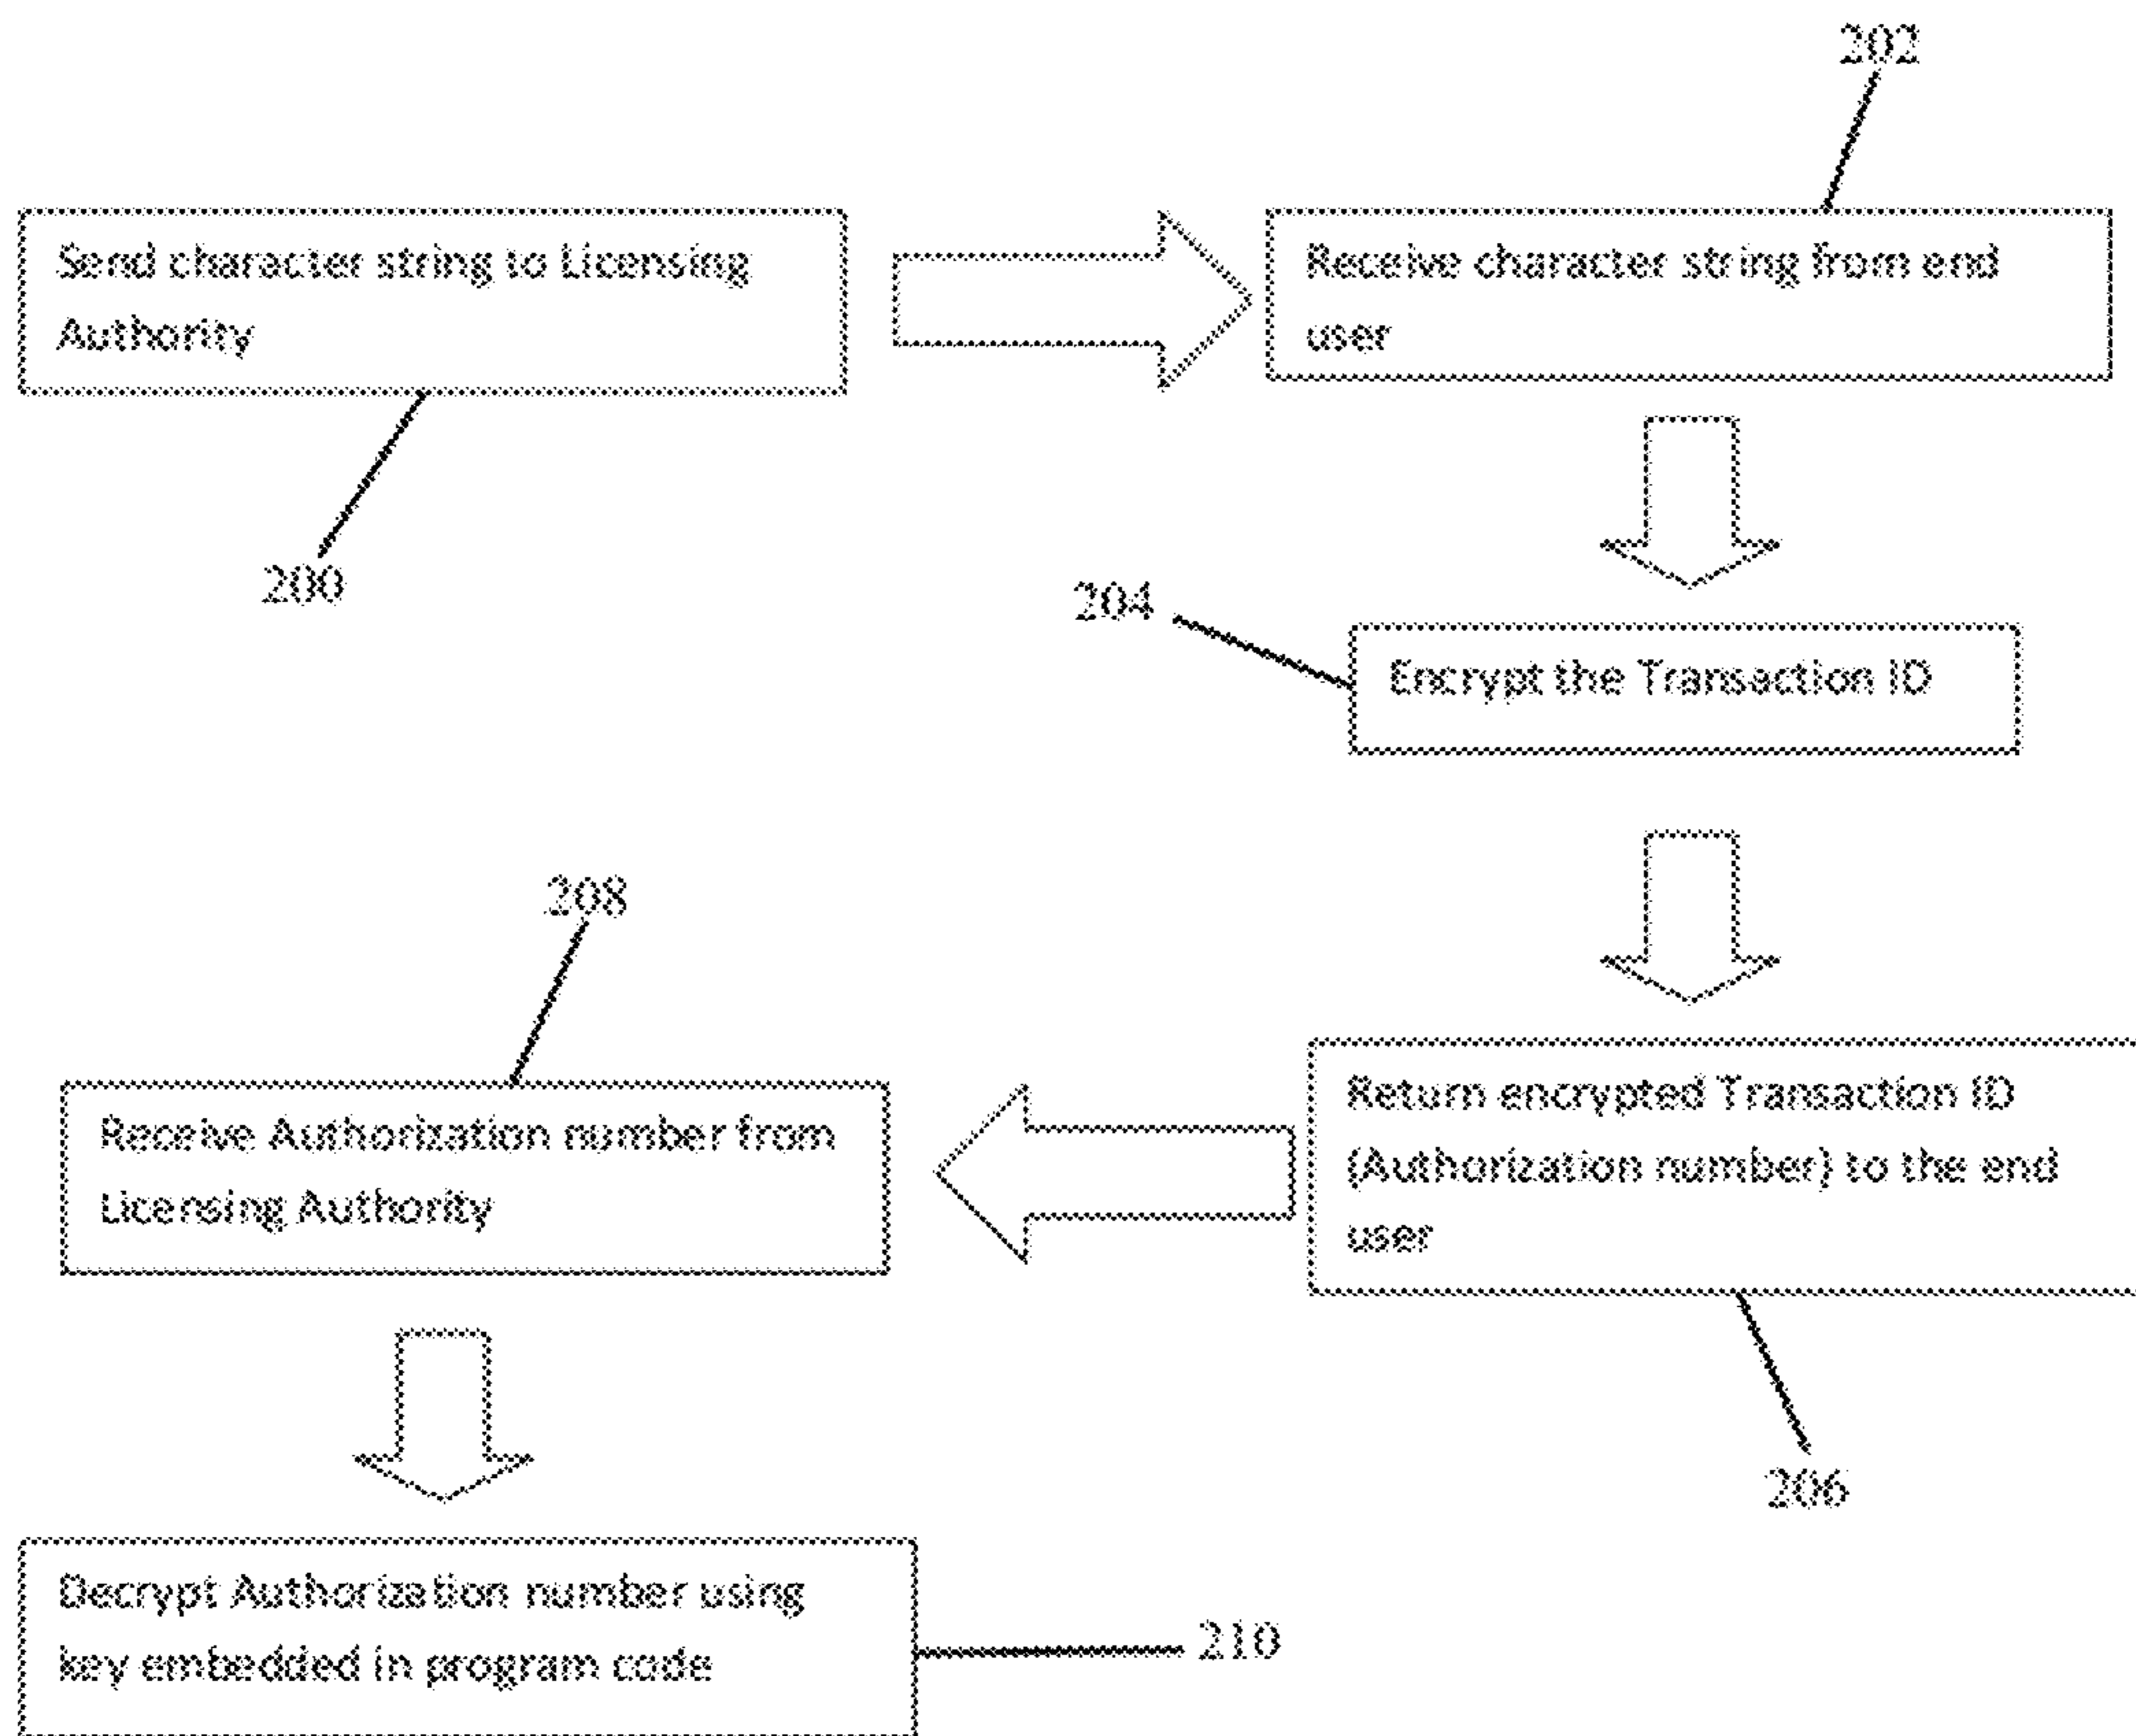 202
Send character string to Licensing
Authority
Receive character string from end
user
200
204
Encrypt the Transaction ID
208
Receive Authorization number from
Licensing Authority
Return encrypted Transaction ID
(Authorization number) to the end
user
206
Decrypt Authorization number using
key embedded in program code
210